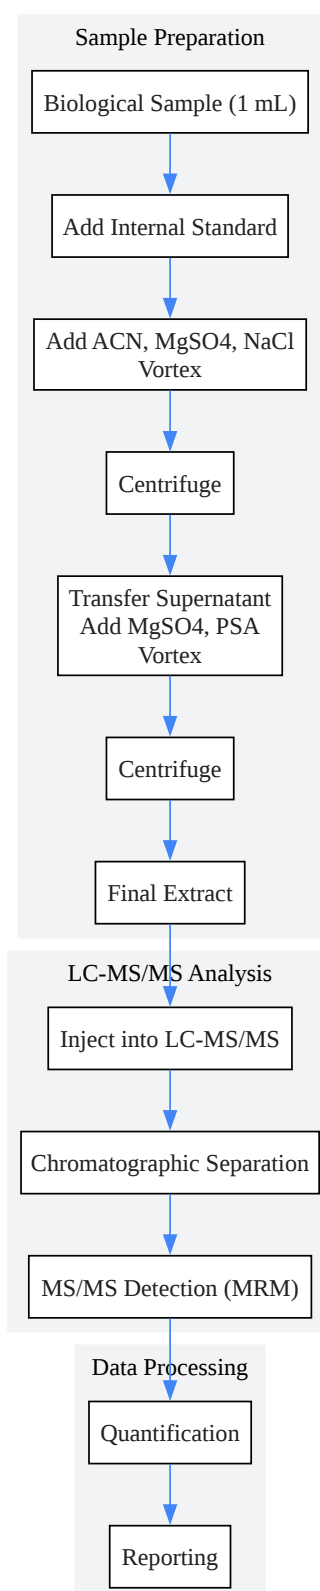 Sample Preparation
Biological Sample (1 mL)
Add Internal Standard
Add ACN, MgSO4, NaCl
Vortex
Centrifuge
Transfer Supernatant
Add MgSO4, PSA
Vortex
Centrifuge
Final Extract
LC-MS/MS Analysis
Inject into LC-MS/MS
Chromatographic Separation
MS/MS Detection (MRM)
Data Processing
Quantification
Reporting